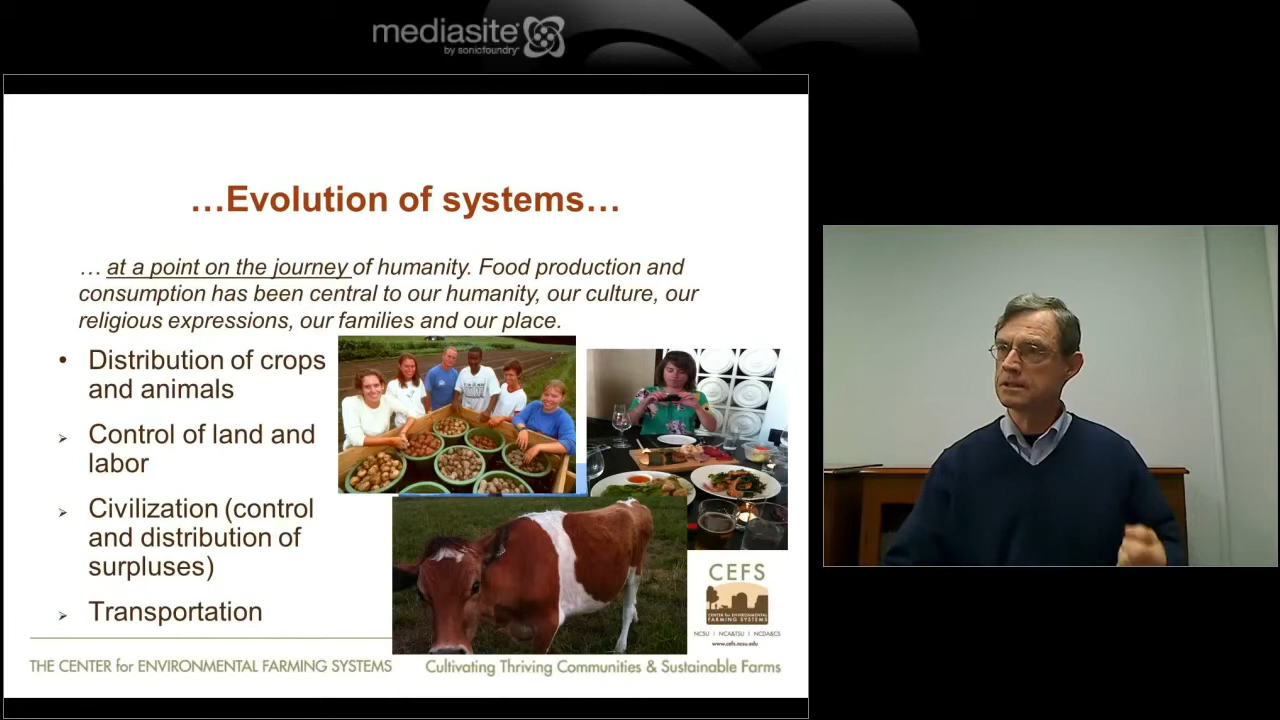 mediasite
by sonicfoundry
…Evolution of systems…
… at a point on the journey of humanity. Food production and
consumption has been central to our humanity, our culture, our
religious expressions, our families and our place.
• Distribution of crops
and animals
➢ Control of land and
labor
➢ Civilization (control
and distribution of
surpluses)
➢ Transportation
CEFS
CENTER for ENVIRONMENTAL
FARMING SYSTEMS
NCSU | NCA&TSU | NCDA&CS
www.cefs.ncsu.edu
THE CENTER for ENVIRONMENTAL FARMING SYSTEMS
Cultivating Thriving Communities & Sustainable Farms